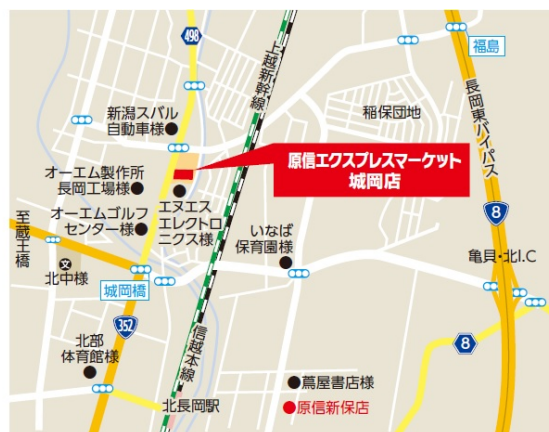 498
福島
上越新幹線
長岡東バイパス
新潟スバル
自動車様
稲保団地
原信エクスプレスマーケット
城岡店
オーエム製作所
長岡工場様
エヌエス
エレクトロ
ニクス様
8
オーエムゴルフ
センター様
いなば
保育園様
至蔵王橋
亀貝・北I.C
文
北中様
城岡橋
352
信越本線
8
北部
体育館様
蔦屋書店様
北長岡駅
原信新保店